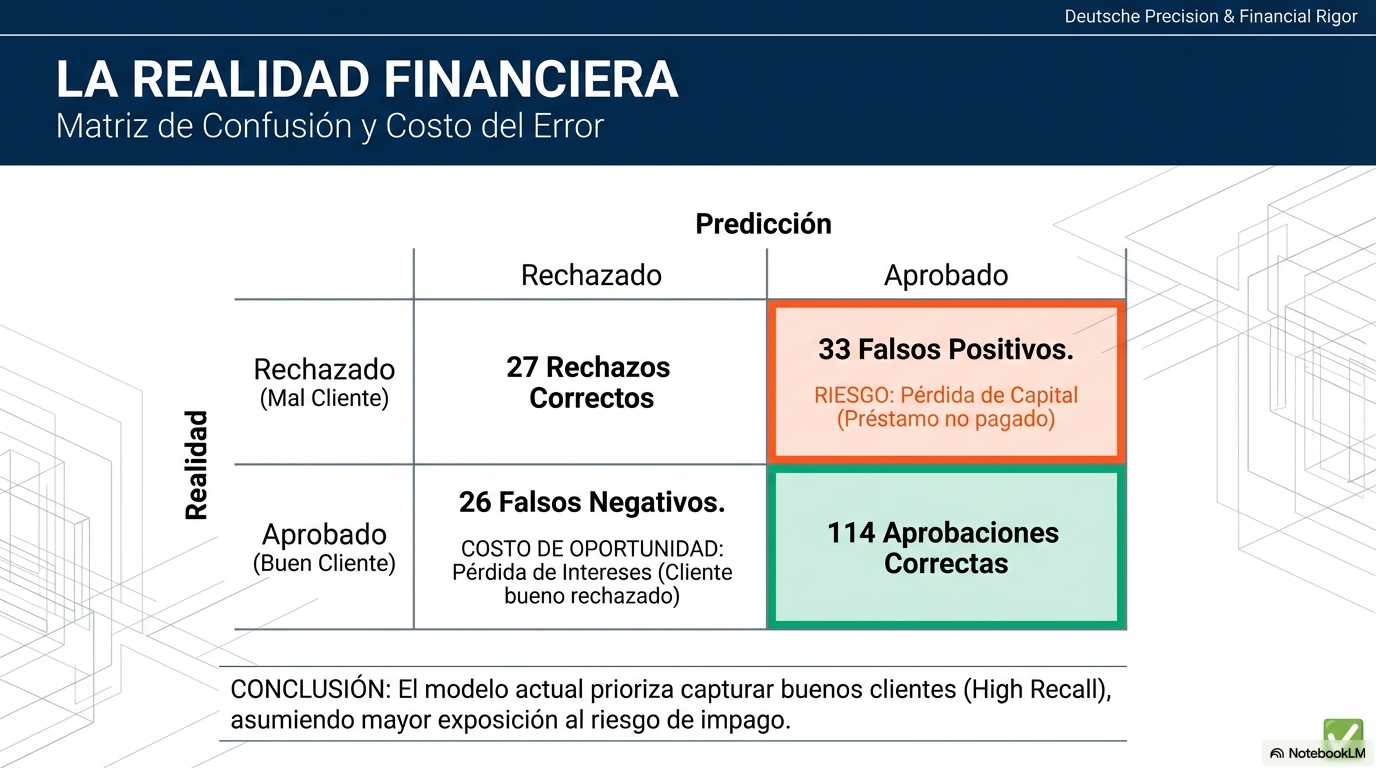 Deutsche Precision & Financial Rigor
LA REALIDAD FINANCIERA
Matriz de Confusión y Costo del Error
Predicción
Rechazado
Aprobado
Realidad
Rechazado
(Mal Cliente)
27 Rechazos
Correctos
33 Falsos Positivos.
RIESGO: Pérdida de Capital
(Préstamo no pagado)
Aprobado
(Buen Cliente)
26 Falsos Negativos.
COSTO DE OPORTUNIDAD:
Pérdida de Intereses (Cliente
bueno rechazado)
114 Aprobaciones
Correctas
CONCLUSIÓN: El modelo actual prioriza capturar buenos clientes (High Recall),
asumiendo mayor exposición al riesgo de impago.
NotebookLM